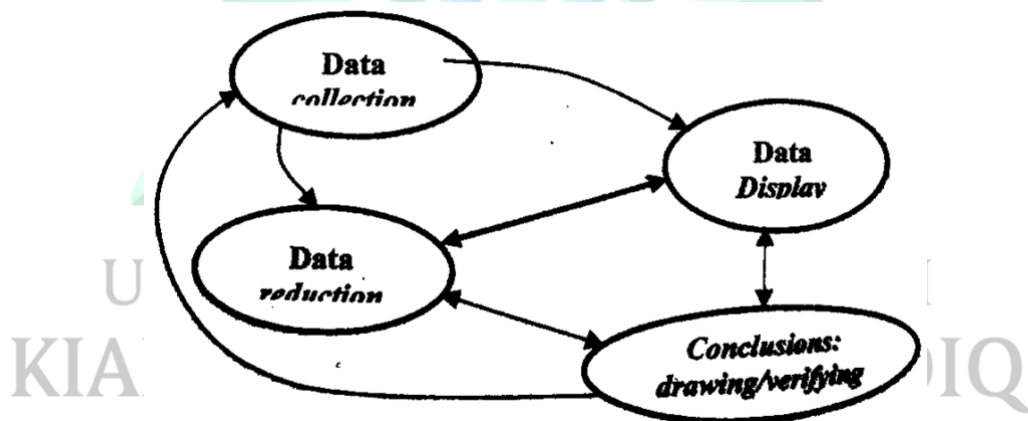 Data
collection
Data
Display
Data
reduction
Conclusions:
drawing/verifying
U
KIA
IQ